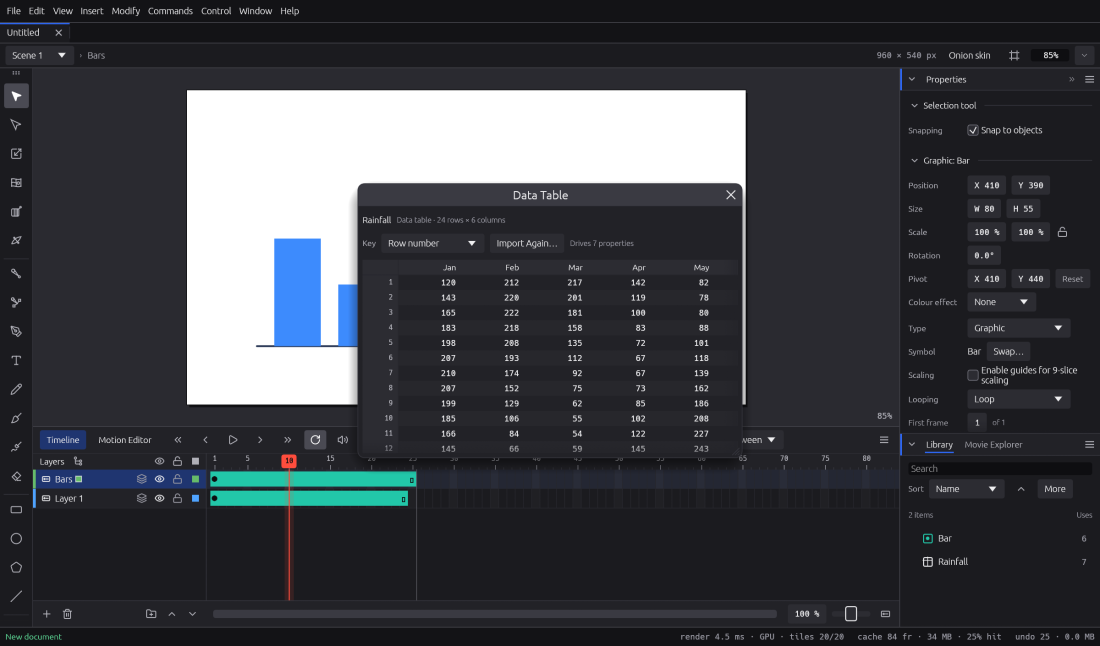 File Edit View Insert Modify Commands Control Window Help
Untitled
Scene 1 › Bars 960 × 540 px Onion skin 85%
Properties
Selection tool
Snapping Snap to objects
Graphic: Bar
Position X 410 Y 390
Size W 80 H 55
Scale 100 % 100 %
Rotation 0.0°
Pivot X 410 Y 440 Reset
Colour effect None
Type Graphic
Symbol Bar Swap…
Scaling Enable guides for 9-slice scaling
Looping Loop
First frame 1 of 1
Data Table
Rainfall Data table · 24 rows × 6 columns
Key Row number Import Again… Drives 7 properties
Jan Feb Mar Apr May
1 120 212 217 142 82
2 143 220 201 119 78
3 165 222 181 100 80
4 183 218 158 83 88
5 198 208 135 72 101
6 207 193 112 67 118
7 210 174 92 67 139
8 207 152 75 73 162
9 199 129 62 85 186
10 185 106 55 102 208
11 166 84 54 122 227
12 145 66 59 145 243
85%
Timeline Motion Editor ween
Layers 1 5 10 15 20 25 30 35 40 45 50 55 60 65 70 75 80
Bars
Layer 1
100 %
Library Movie Explorer
Search
Sort Name More
2 items Uses
Bar 6
Rainfall 7
New document render 4.5 ms · GPU · tiles 20/20 cache 84 fr · 34 MB · 25% hit undo 25 · 0.0 MB